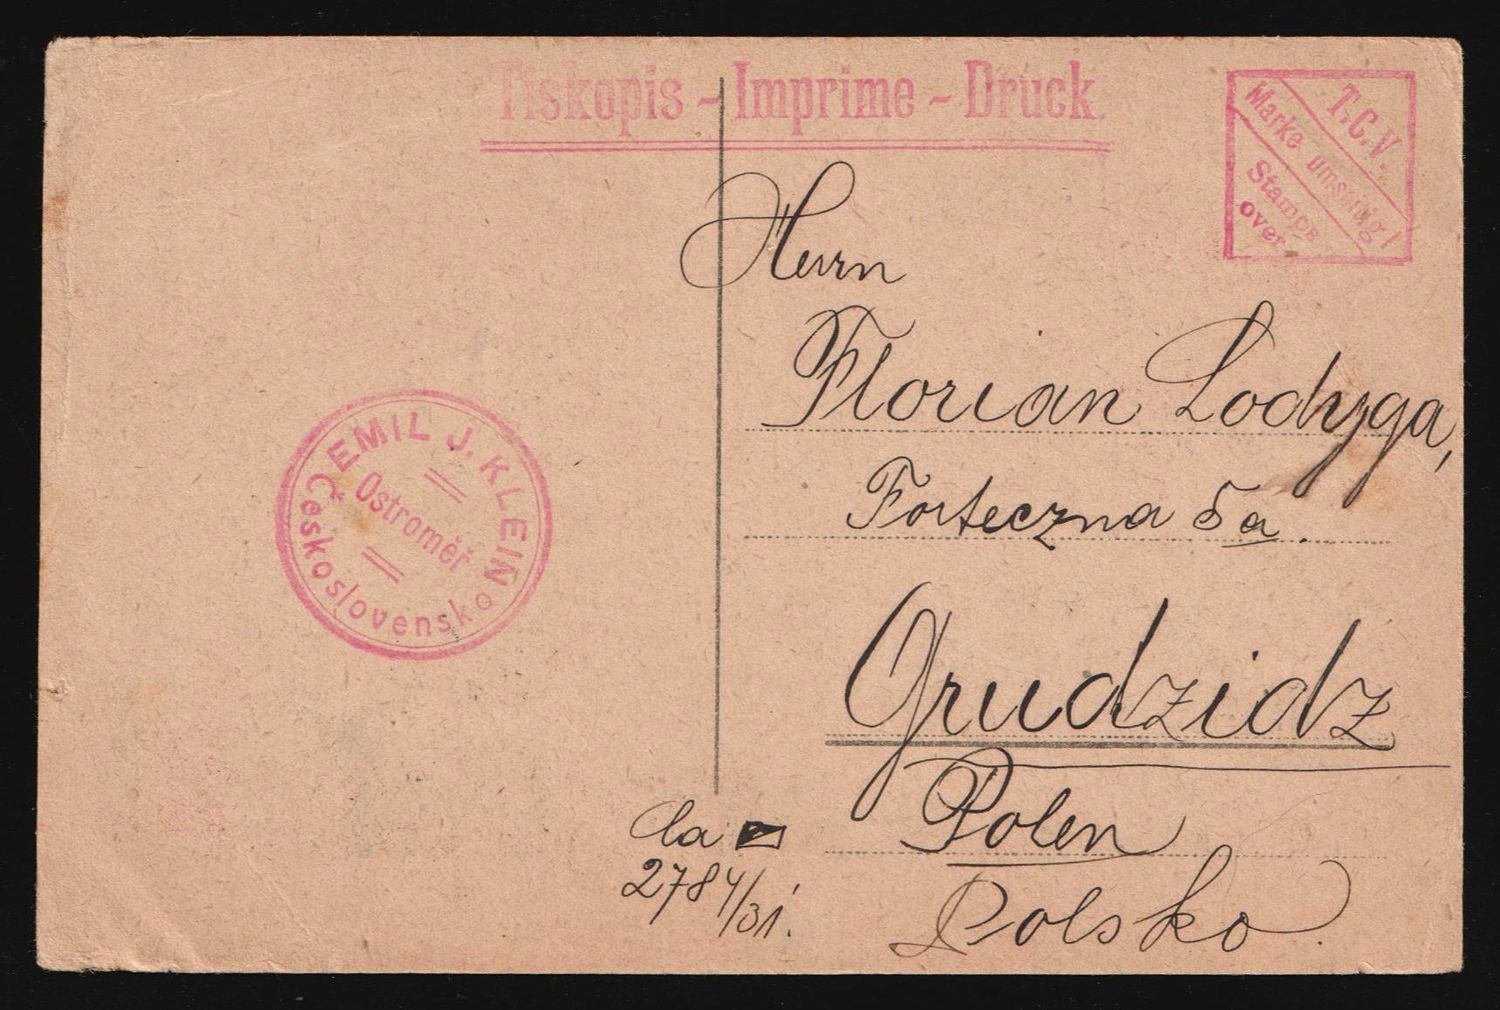 Tiskopis - Imprime - Druck.
T.C.V.
Marke umseitig!
Stamps
over
Herrn
Florian Lodyga,
Forteczna 5a.
Grudzidz
Polen
Polsko
EMIL J. KLEIN
Ostroměř
Československo
2784/31.